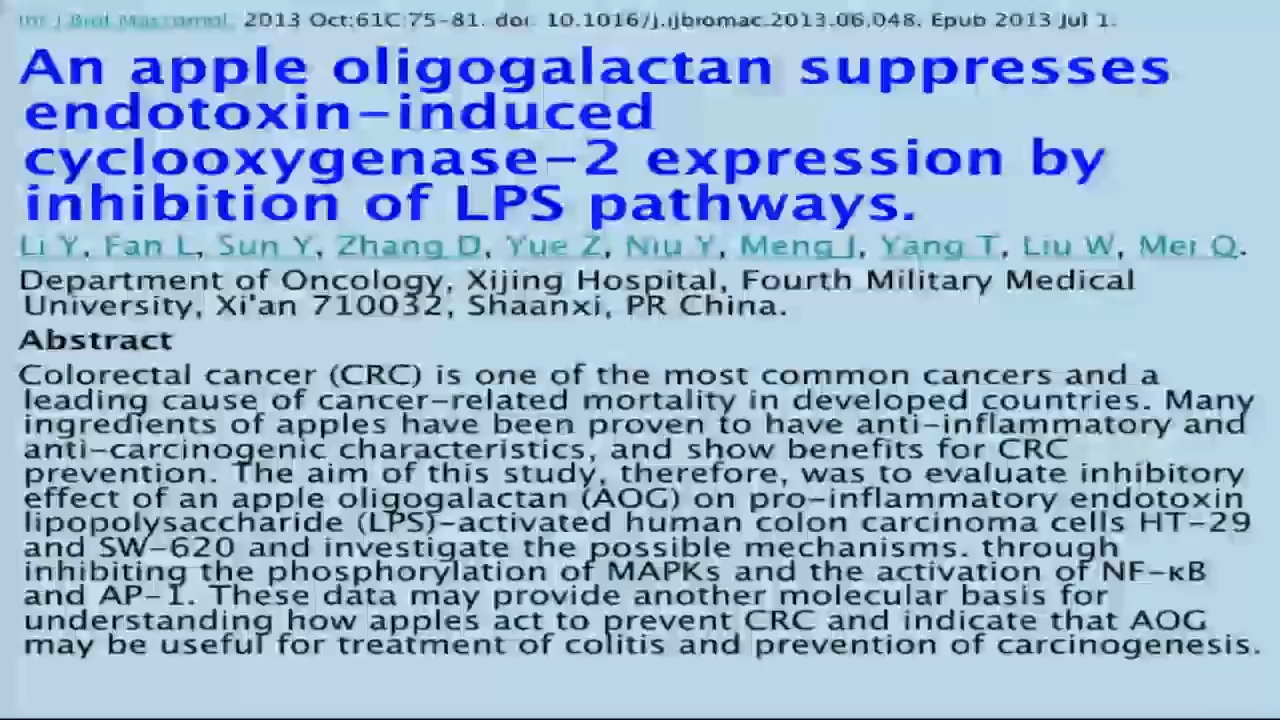 Int J Biol Macromol. 2013 Oct;61C:75-81. doi: 10.1016/j.ijbiomac.2013.06.048. Epub 2013 Jul 1.
An apple oligogalactan suppresses
endotoxin-induced
cyclooxygenase-2 expression by
inhibition of LPS pathways.
Li Y, Fan L, Sun Y, Zhang D, Yue Z, Niu Y, Meng J, Yang T, Liu W, Mei Q.
Department of Oncology, Xijing Hospital, Fourth Military Medical
University, Xi'an 710032, Shaanxi, PR China.
Abstract
Colorectal cancer (CRC) is one of the most common cancers and a
leading cause of cancer-related mortality in developed countries. Many
ingredients of apples have been proven to have anti-inflammatory and
anti-carcinogenic characteristics, and show benefits for CRC
prevention. The aim of this study, therefore, was to evaluate inhibitory
effect of an apple oligogalactan (AOG) on pro-inflammatory endotoxin
lipopolysaccharide (LPS)-activated human colon carcinoma cells HT-29
and SW-620 and investigate the possible mechanisms. through
inhibiting the phosphorylation of MAPKs and the activation of NF-κB
and AP-1. These data may provide another molecular basis for
understanding how apples act to prevent CRC and indicate that AOG
may be useful for treatment of colitis and prevention of carcinogenesis.